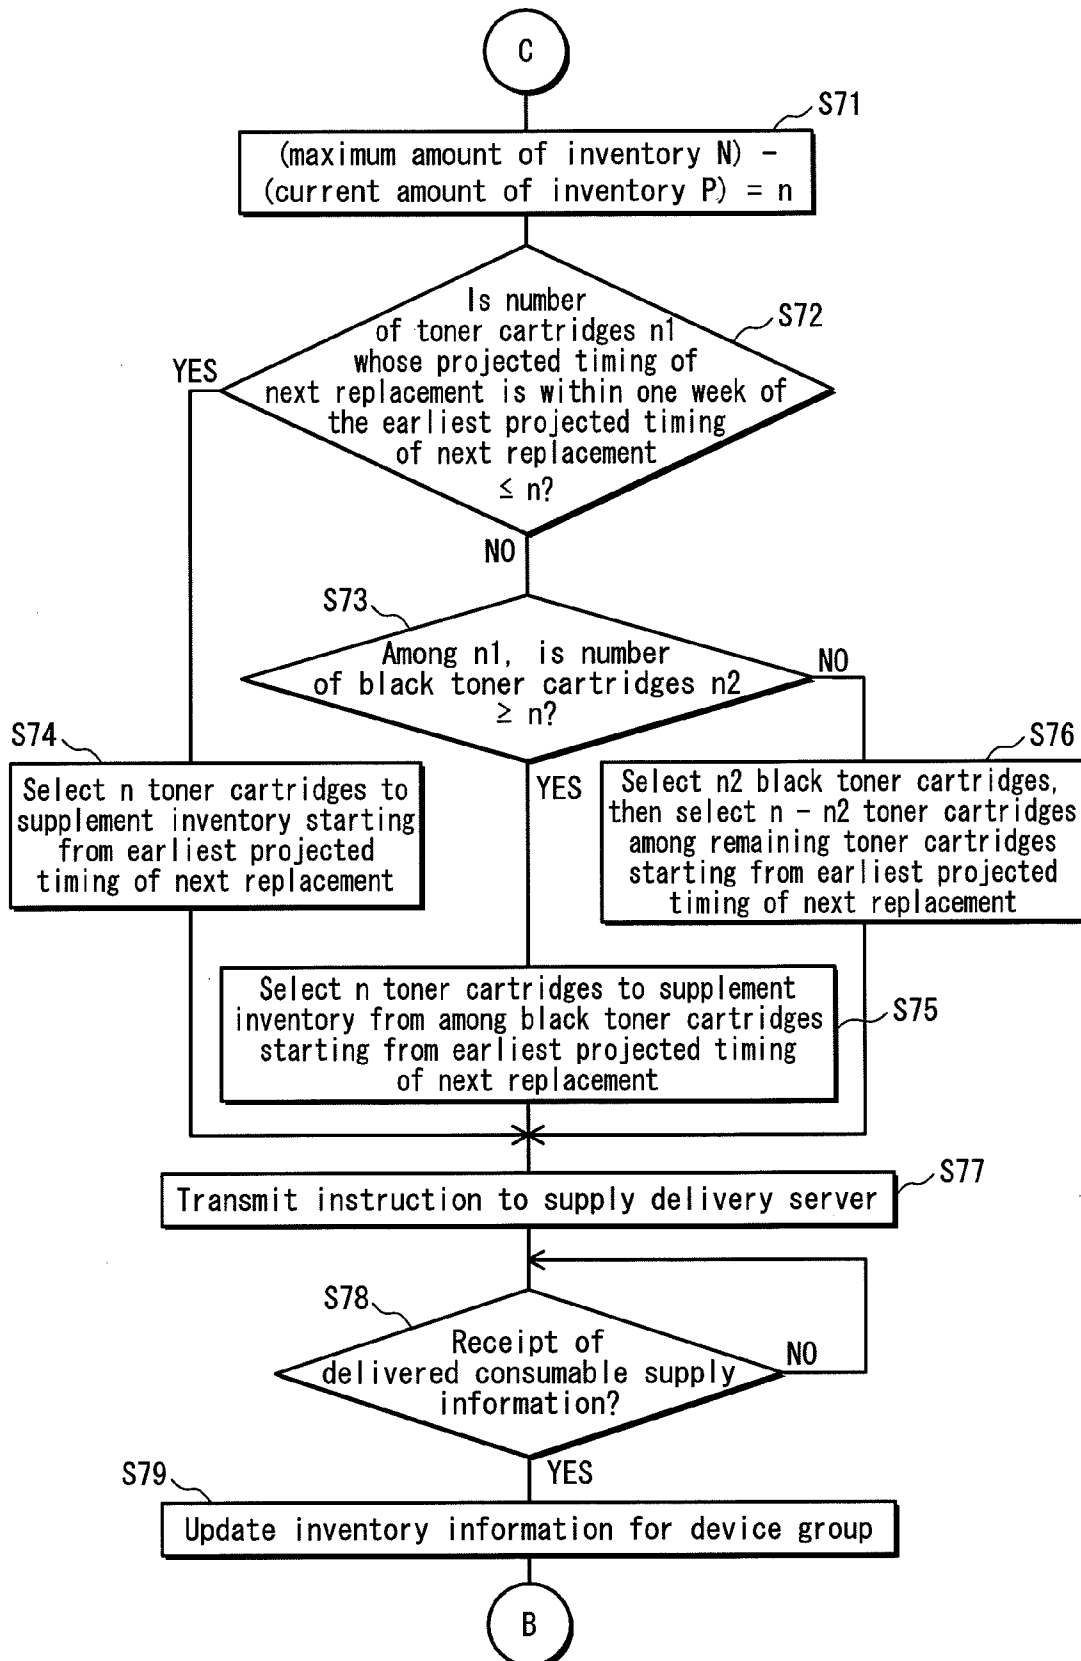 C
S71
(maximum amount of inventory N) −
(current amount of inventory P) = n
Is number
of toner cartridges n1
whose projected timing of
next replacement is within one week of
the earliest projected timing
of next replacement
≤ n?
S72
YES
NO
S73
Among n1, is number
of black toner cartridges n2
≥ n?
NO
YES
S74
Select n toner cartridges to
supplement inventory starting
from earliest projected
timing of next replacement
S76
Select n2 black toner cartridges,
then select n − n2 toner cartridges
among remaining toner cartridges
starting from earliest projected
timing of next replacement
Select n toner cartridges to supplement
inventory from among black toner cartridges
starting from earliest projected timing
of next replacement
S75
S77
Transmit instruction to supply delivery server
S78
Receipt of
delivered consumable supply
information?
NO
YES
S79
Update inventory information for device group
B